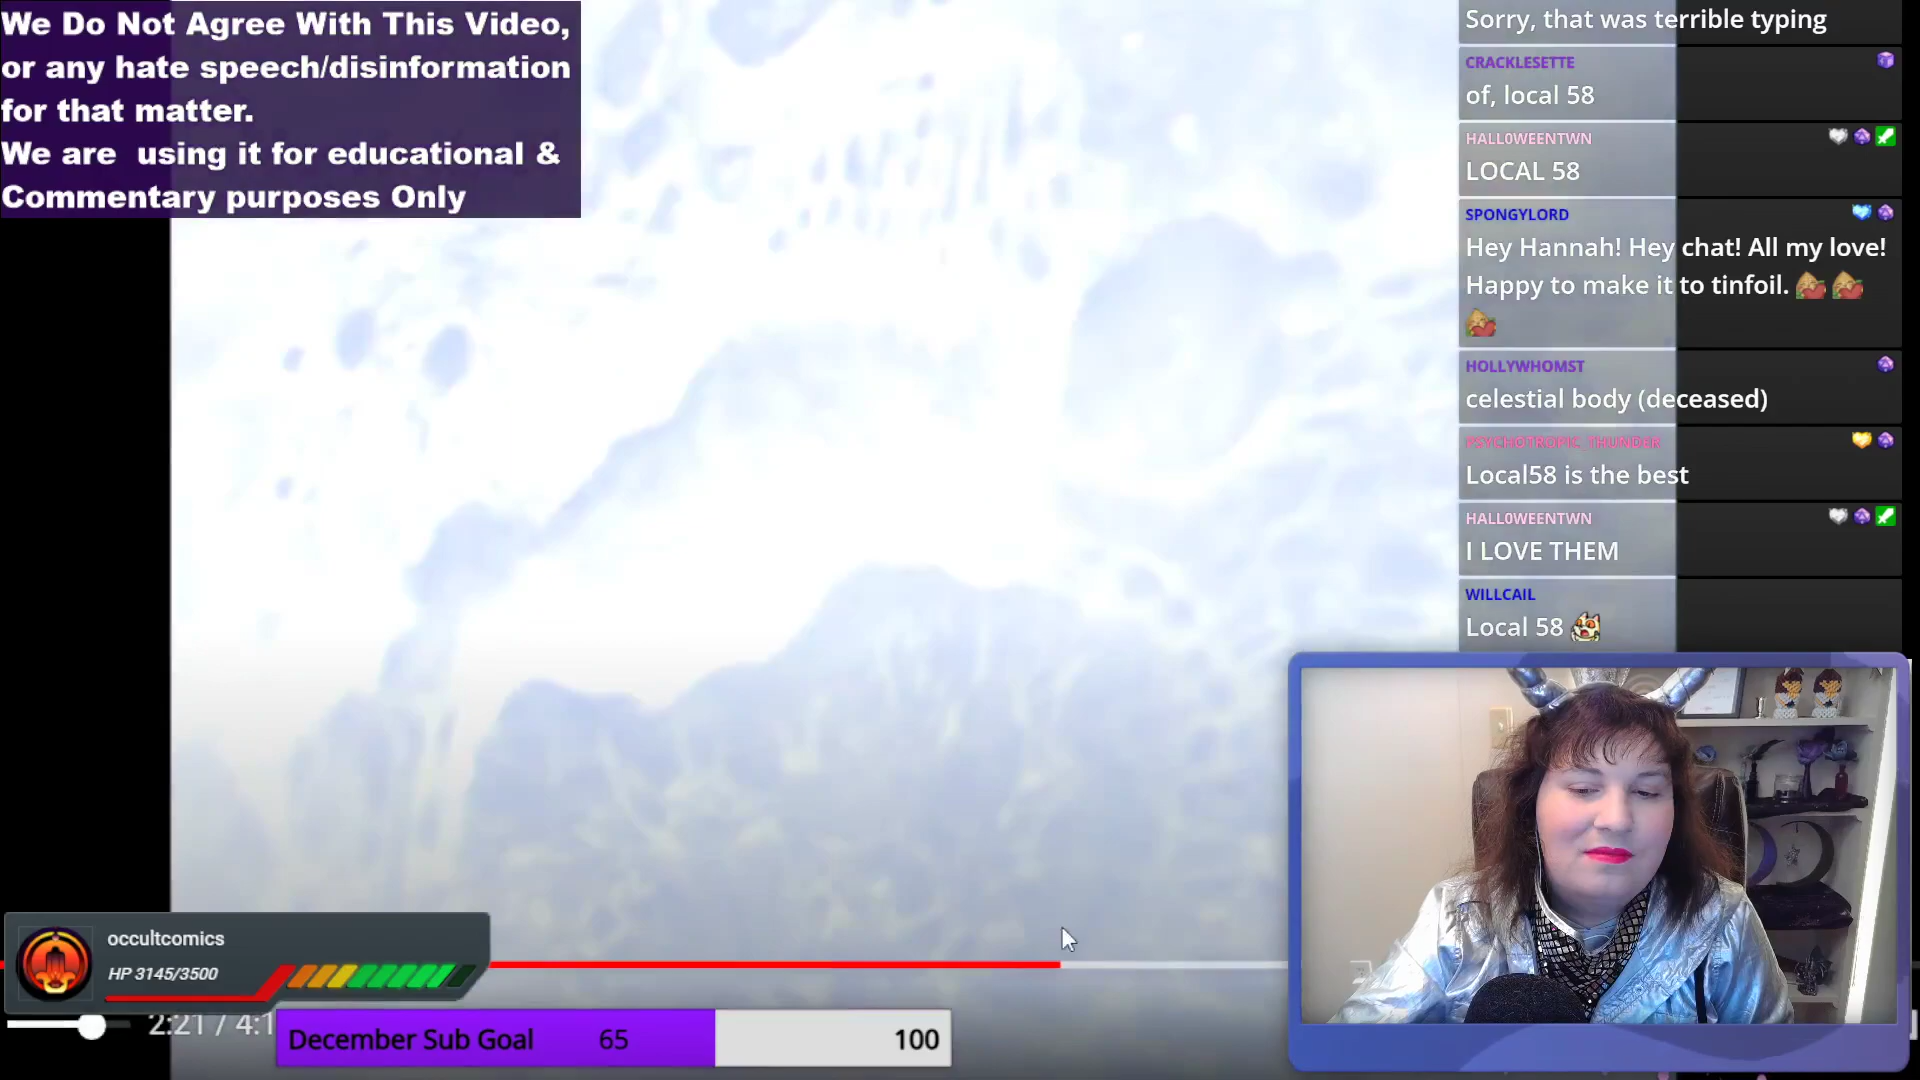 We Do Not Agree With This Video,
or any hate speech/disinformation
for that matter.
We are using it for educational &
Commentary purposes Only
Sorry, that was terrible typing
CRACKLESETTE
of, local 58
HALL0WEENTWN
LOCAL 58
SPONGYLORD
Hey Hannah! Hey chat! All my love!
Happy to make it to tinfoil.
HOLLYWHOMST
celestial body (deceased)
PSYCHOTROPIC_THUNDER
Local58 is the best
HALL0WEENTWN
I LOVE THEM
WILLCAIL
Local 58
occultcomics
HP 3145/3500
2:21 / 4:1
December Sub Goal 65 100